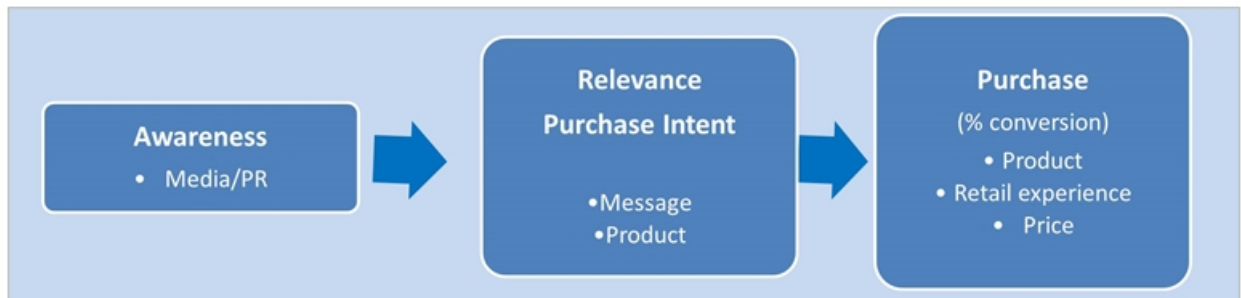 Awareness
• Media/PR
Relevance
Purchase Intent
•Message
•Product
Purchase
(% conversion)
• Product
• Retail experience
• Price